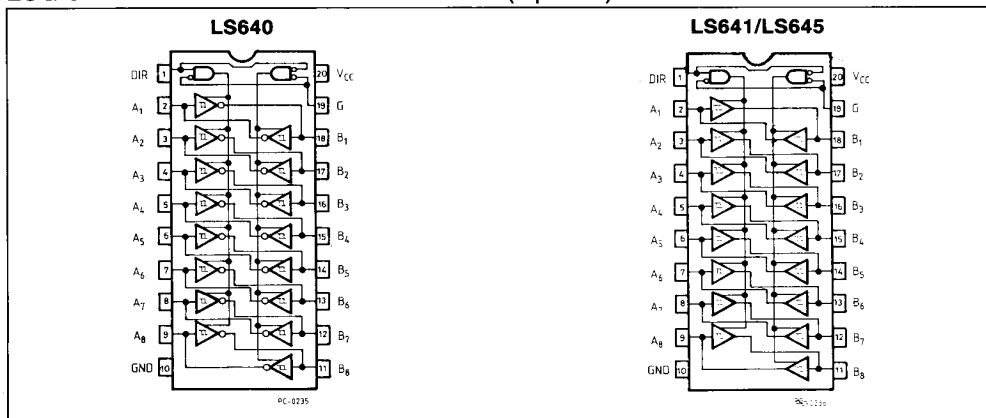 LS640
DIR 1 20 VCC
A1 2 19 G
A2 3 18 B1
A3 4 17 B2
A4 5 16 B3
A5 6 15 B4
A6 7 14 B5
A7 8 13 B6
A8 9 12 B7
GND 10 11 B8
PC-0235
LS641/LS645
DIR 1 20 VCC
A1 2 19 G
A2 3 18 B1
A3 4 17 B2
A4 5 16 B3
A5 6 15 B4
A6 7 14 B5
A7 8 13 B6
A8 9 12 B7
GND 10 11 B8